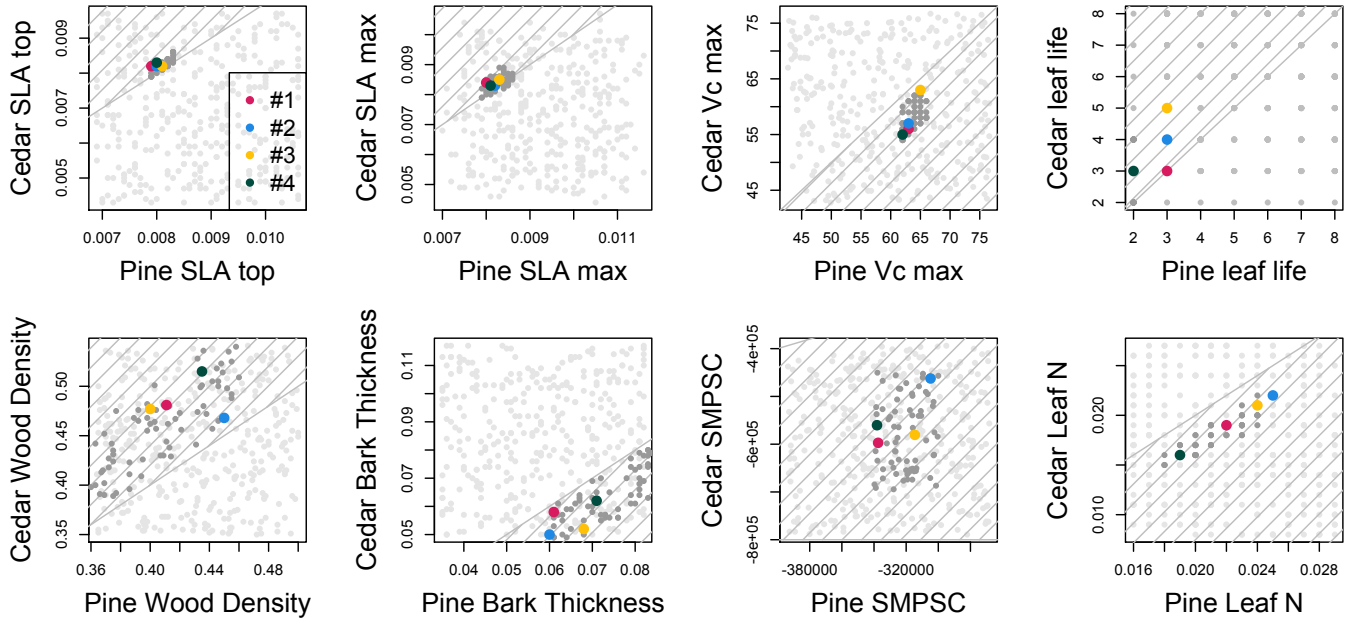 Cedar SLA top
0.005 0.007 0.009
#1
#2
#3
#4
0.007 0.008 0.009 0.010
Pine SLA top
Cedar SLA max
0.005 0.007 0.009
0.007 0.009 0.011
Pine SLA max
Cedar Vc max
45 55 65 75
45 50 55 60 65 70 75
Pine Vc max
Cedar leaf life
2 3 4 5 6 7 8
2 3 4 5 6 7 8
Pine leaf life
Cedar Wood Density
0.35 0.40 0.45 0.50
0.36 0.40 0.44 0.48
Pine Wood Density
Cedar Bark Thickness
0.05 0.07 0.09 0.11
0.04 0.05 0.06 0.07 0.08
Pine Bark Thickness
Cedar SMPSC
-8e+05 -6e+05 -4e+05
-380000 -320000
Pine SMPSC
Cedar Leaf N
0.010 0.020
0.016 0.020 0.024 0.028
Pine Leaf N